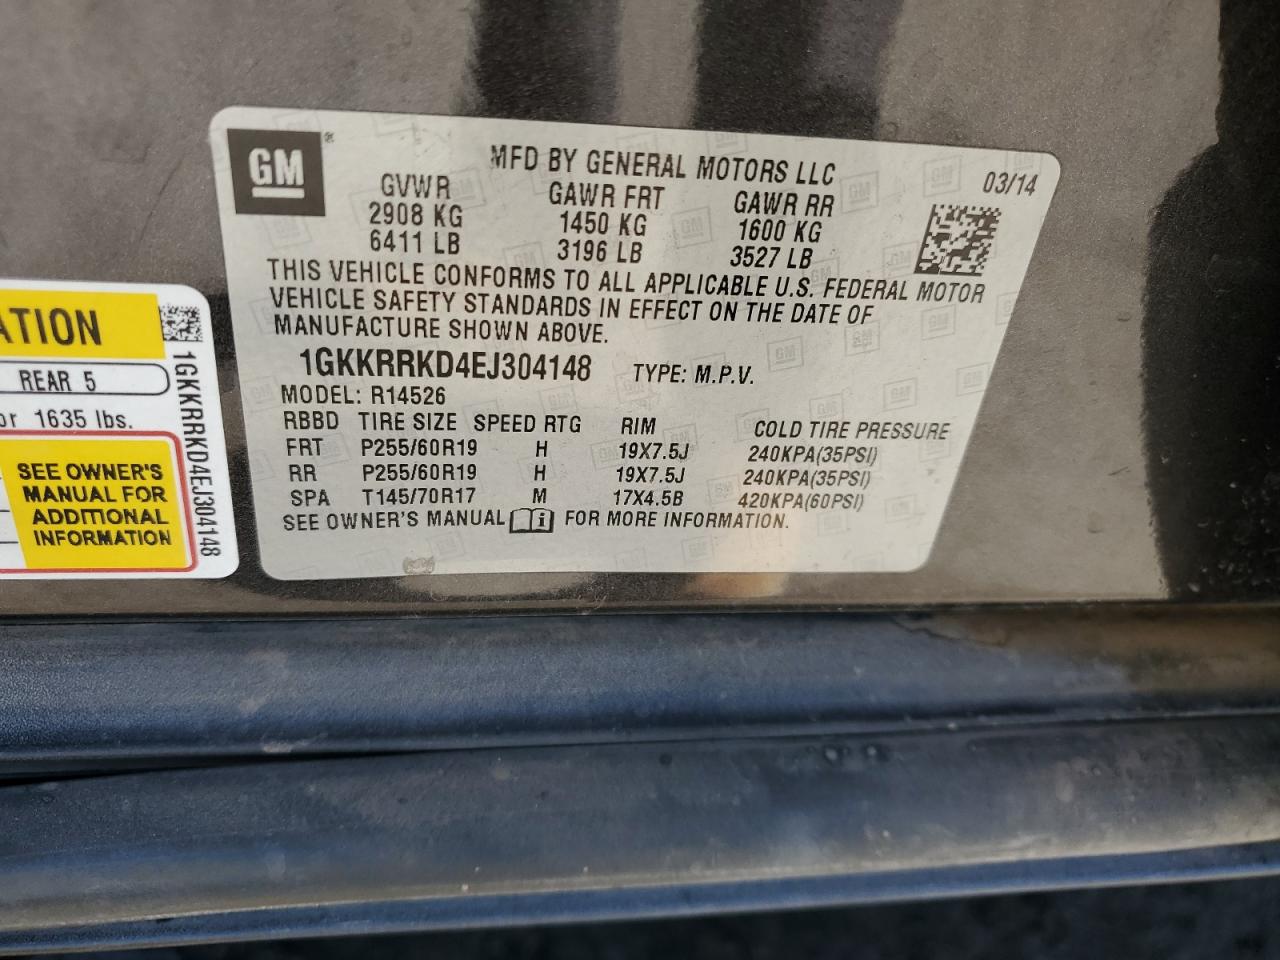 GM ®
MFD BY GENERAL MOTORS LLC
03/14
GVWR GAWR FRT GAWR RR
2908 KG 1450 KG 1600 KG
6411 LB 3196 LB 3527 LB
THIS VEHICLE CONFORMS TO ALL APPLICABLE U.S. FEDERAL MOTOR
VEHICLE SAFETY STANDARDS IN EFFECT ON THE DATE OF
MANUFACTURE SHOWN ABOVE.
1GKKRRKD4EJ304148 TYPE: M.P.V.
MODEL: R14526
RBBD TIRE SIZE SPEED RTG RIM COLD TIRE PRESSURE
FRT P255/60R19 H 19X7.5J 240KPA(35PSI)
RR P255/60R19 H 19X7.5J 240KPA(35PSI)
SPA T145/70R17 M 17X4.5B 420KPA(60PSI)
SEE OWNER'S MANUAL i FOR MORE INFORMATION.
ATION
REAR 5
or 1635 lbs.
SEE OWNER'S
MANUAL FOR
ADDITIONAL
INFORMATION
1GKKRRKD4EJ304148